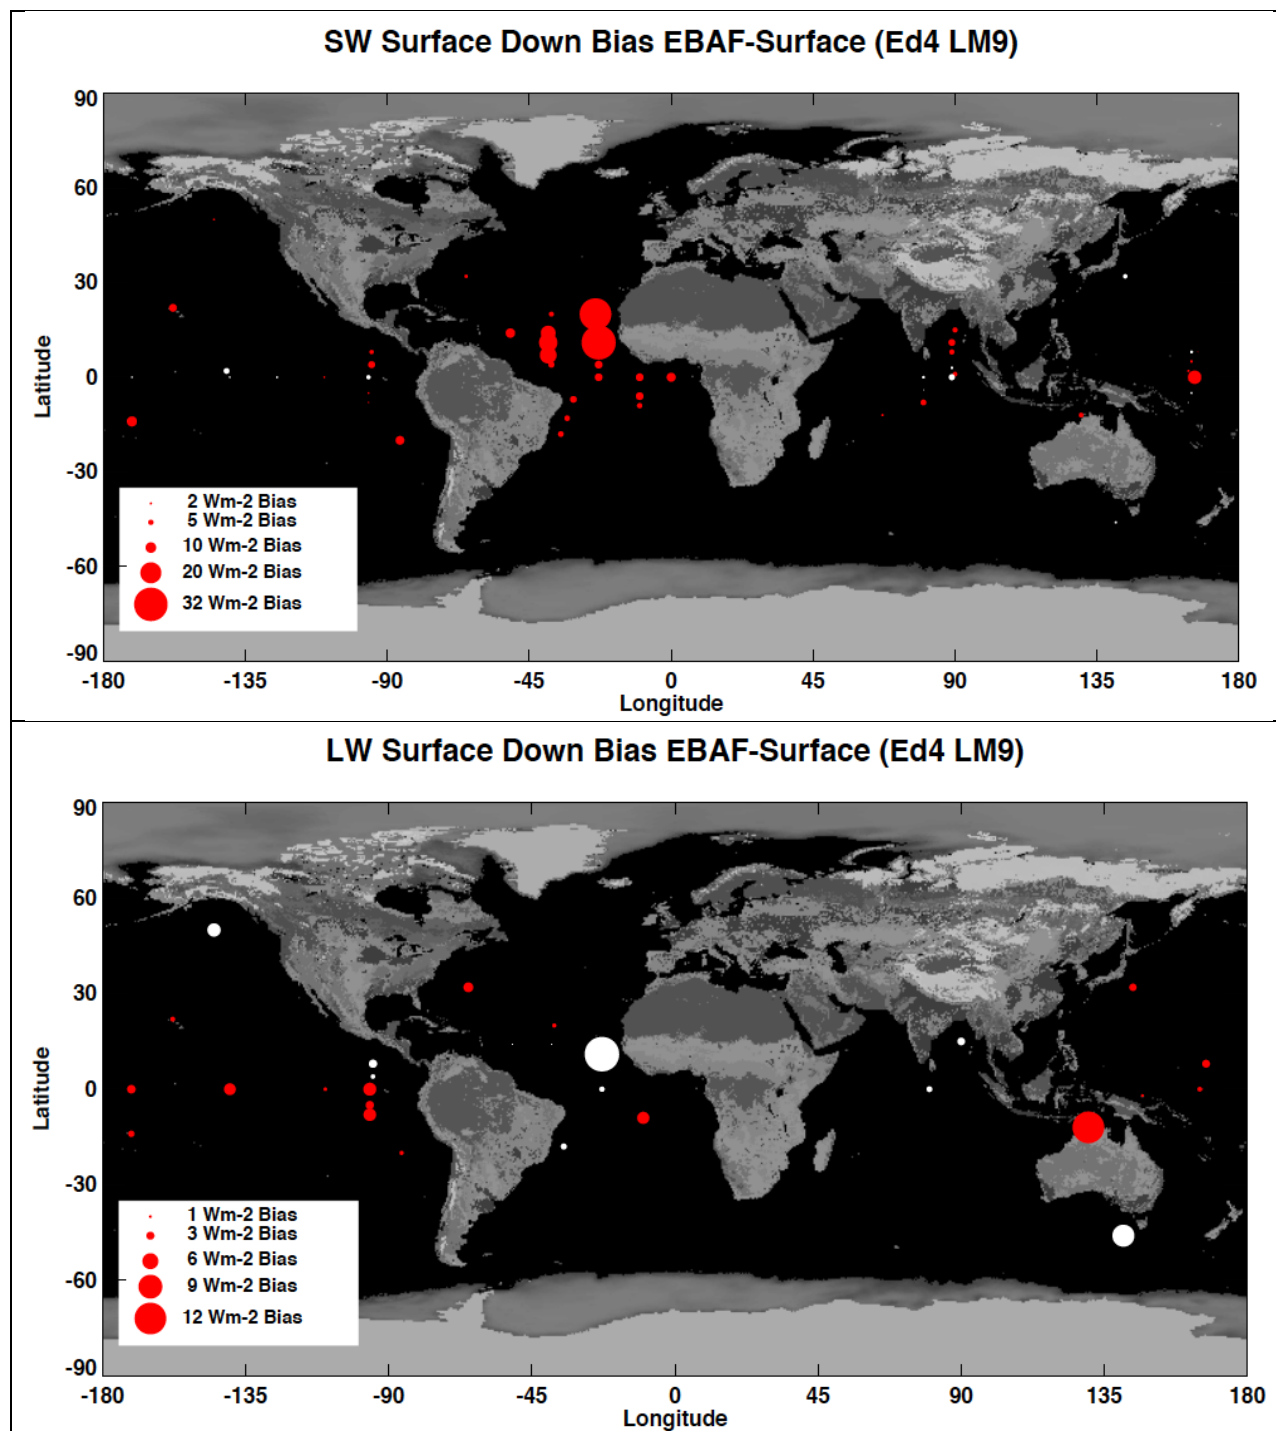 SW Surface Down Bias EBAF-Surface (Ed4 LM9)
90
60
30
0
-30
-60
-90
Latitude
2 Wm-2 Bias
5 Wm-2 Bias
10 Wm-2 Bias
20 Wm-2 Bias
32 Wm-2 Bias
-180 -135 -90 -45 0 45 90 135 180
Longitude
LW Surface Down Bias EBAF-Surface (Ed4 LM9)
90
60
30
0
-30
-60
-90
Latitude
1 Wm-2 Bias
3 Wm-2 Bias
6 Wm-2 Bias
9 Wm-2 Bias
12 Wm-2 Bias
-180 -135 -90 -45 0 45 90 135 180
Longitude